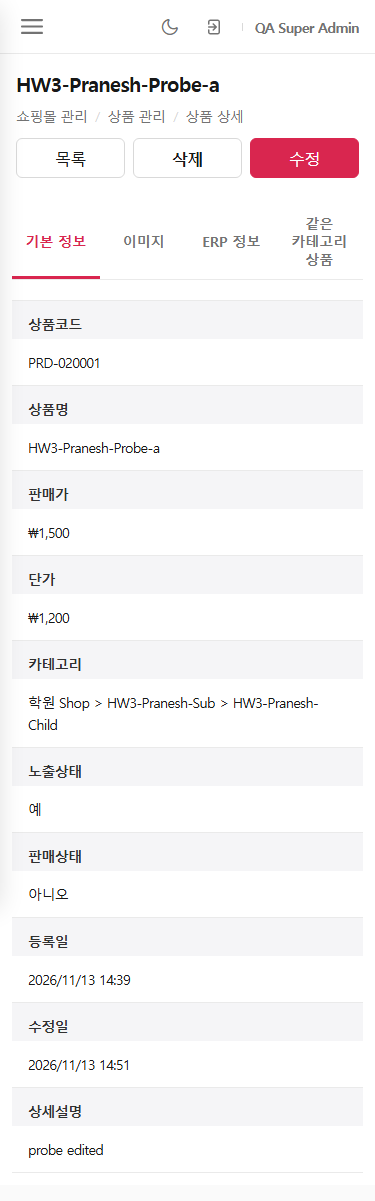 QA Super Admin
HW3-Pranesh-Probe-a
쇼핑몰 관리 / 상품 관리 / 상품 상세
목록 삭제 수정
기본 정보 이미지 ERP 정보 같은
카테고리
상품
상품코드
PRD-020001
상품명
HW3-Pranesh-Probe-a
판매가
₩1,500
단가
₩1,200
카테고리
학원 Shop > HW3-Pranesh-Sub > HW3-Pranesh-
Child
노출상태
예
판매상태
아니오
등록일
2026/11/13 14:39
수정일
2026/11/13 14:51
상세설명
probe edited